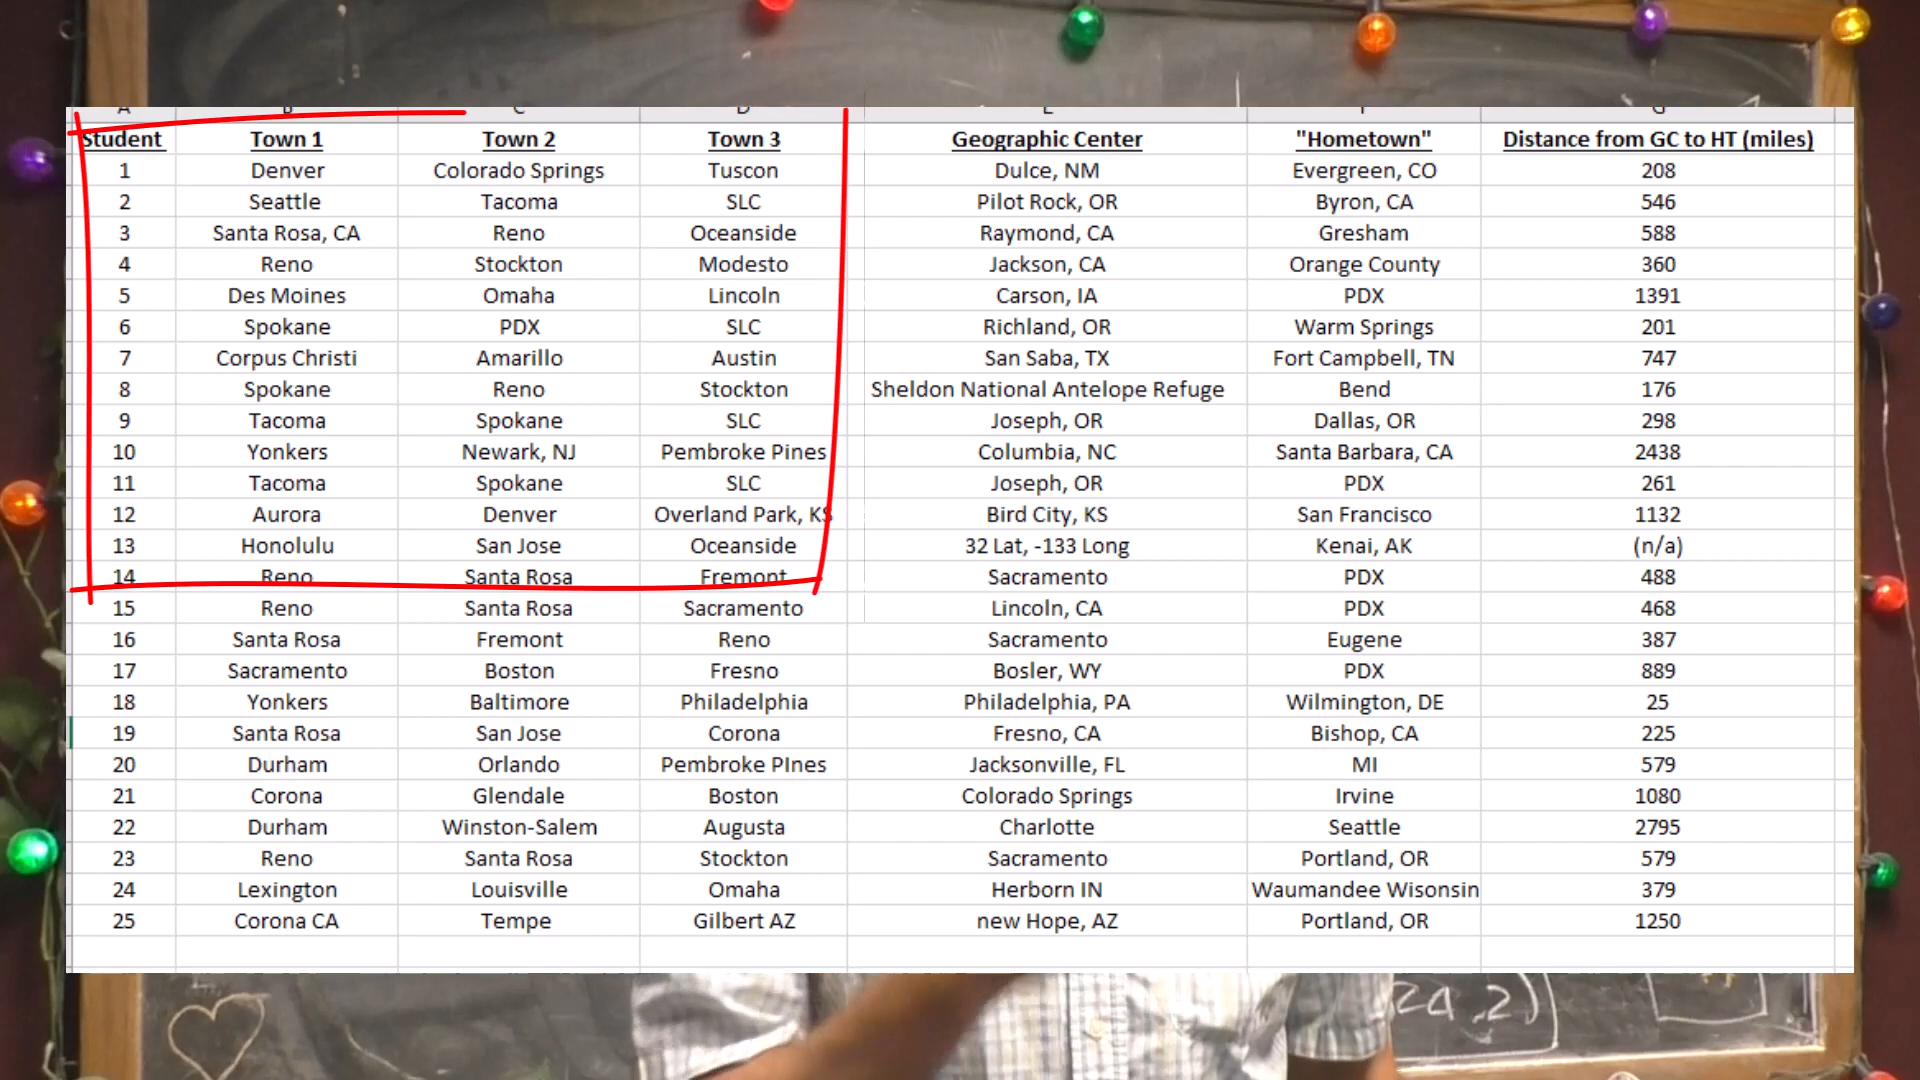 A B C D E F G
Student Town 1 Town 2 Town 3 Geographic Center "Hometown" Distance from GC to HT (miles)
1 Denver Colorado Springs Tuscon Dulce, NM Evergreen, CO 208
2 Seattle Tacoma SLC Pilot Rock, OR Byron, CA 546
3 Santa Rosa, CA Reno Oceanside Raymond, CA Gresham 588
4 Reno Stockton Modesto Jackson, CA Orange County 360
5 Des Moines Omaha Lincoln Carson, IA PDX 1391
6 Spokane PDX SLC Richland, OR Warm Springs 201
7 Corpus Christi Amarillo Austin San Saba, TX Fort Campbell, TN 747
8 Spokane Reno Stockton Sheldon National Antelope Refuge Bend 176
9 Tacoma Spokane SLC Joseph, OR Dallas, OR 298
10 Yonkers Newark, NJ Pembroke Pines Columbia, NC Santa Barbara, CA 2438
11 Tacoma Spokane SLC Joseph, OR PDX 261
12 Aurora Denver Overland Park, KS Bird City, KS San Francisco 1132
13 Honolulu San Jose Oceanside 32 Lat, -133 Long Kenai, AK (n/a)
14 Reno Santa Rosa Fremont Sacramento PDX 488
15 Reno Santa Rosa Sacramento Lincoln, CA PDX 468
16 Santa Rosa Fremont Reno Sacramento Eugene 387
17 Sacramento Boston Fresno Bosler, WY PDX 889
18 Yonkers Baltimore Philadelphia Philadelphia, PA Wilmington, DE 25
19 Santa Rosa San Jose Corona Fresno, CA Bishop, CA 225
20 Durham Orlando Pembroke PInes Jacksonville, FL MI 579
21 Corona Glendale Boston Colorado Springs Irvine 1080
22 Durham Winston-Salem Augusta Charlotte Seattle 2795
23 Reno Santa Rosa Stockton Sacramento Portland, OR 579
24 Lexington Louisville Omaha Herborn IN Waumandee Wisonsin 379
25 Corona CA Tempe Gilbert AZ new Hope, AZ Portland, OR 1250